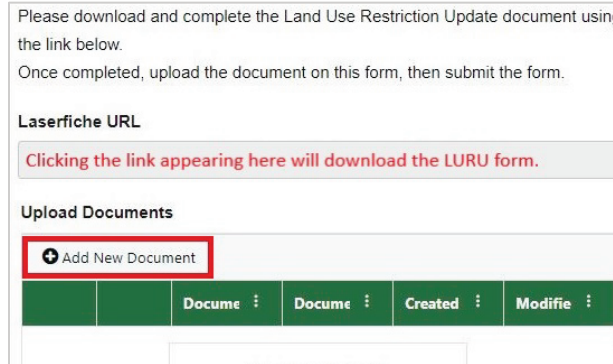 Please download and complete the Land Use Restriction Update document usin
the link below.
Once completed, upload the document on this form, then submit the form.
Laserfiche URL
Clicking the link appearing here will download the LURU form.
Upload Documents
Add New Document
Docume Docume Created Modifie